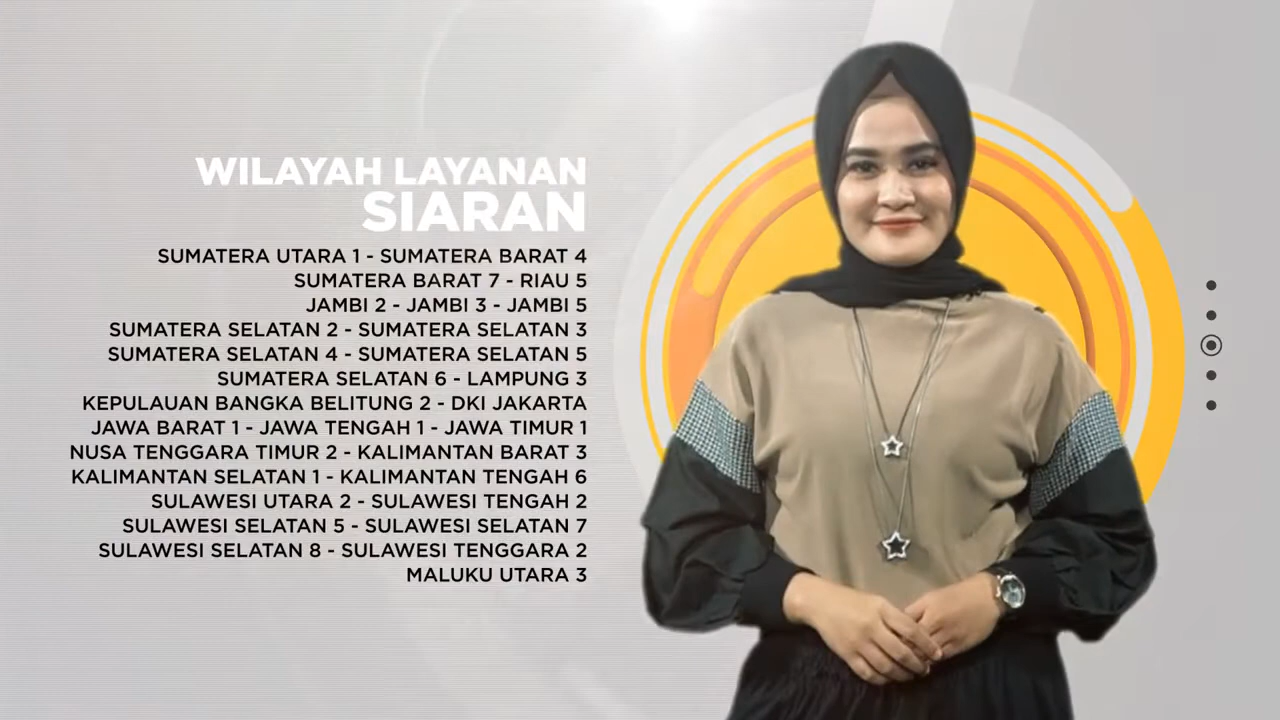 WILAYAH LAYANAN
SIARAN
SUMATERA UTARA 1 - SUMATERA BARAT 4
SUMATERA BARAT 7 - RIAU 5
JAMBI 2 - JAMBI 3 - JAMBI 5
SUMATERA SELATAN 2 - SUMATERA SELATAN 3
SUMATERA SELATAN 4 - SUMATERA SELATAN 5
SUMATERA SELATAN 6 - LAMPUNG 3
KEPULAUAN BANGKA BELITUNG 2 - DKI JAKARTA
JAWA BARAT 1 - JAWA TENGAH 1 - JAWA TIMUR 1
NUSA TENGGARA TIMUR 2 - KALIMANTAN BARAT 3
KALIMANTAN SELATAN 1 - KALIMANTAN TENGAH 6
SULAWESI UTARA 2 - SULAWESI TENGAH 2
SULAWESI SELATAN 5 - SULAWESI SELATAN 7
SULAWESI SELATAN 8 - SULAWESI TENGGARA 2
MALUKU UTARA 3